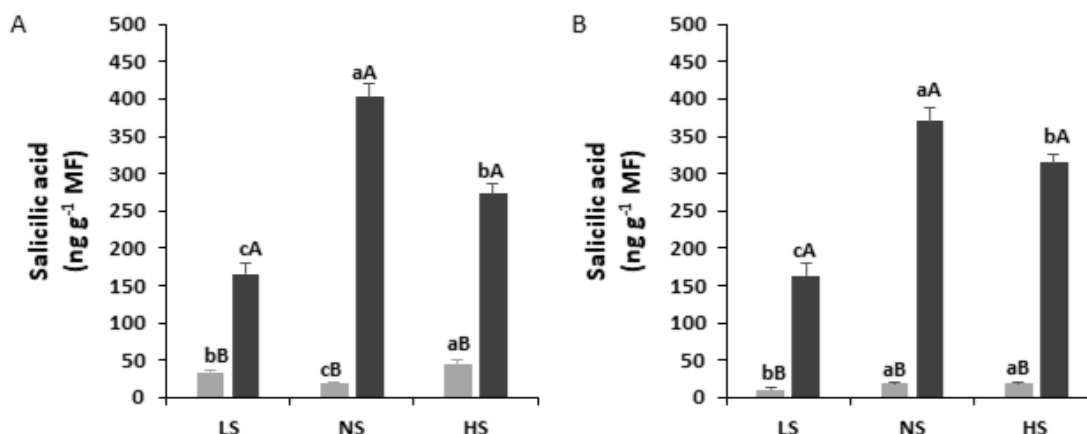 A
500
450
400
350
300
250
200
150
100
50
0
Salicilic acid
(ng g⁻¹ MF)
bB
cA
cB
aA
aB
bA
LS
NS
HS
B
500
450
400
350
300
250
200
150
100
50
0
Salicilic acid
(ng g⁻¹ MF)
bB
cA
aB
aA
aB
bA
LS
NS
HS